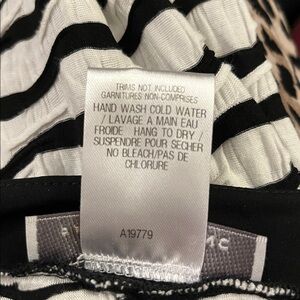 TRIMS NOT INCLUDED
GARNITURES NON-COMPRISES
HAND WASH COLD WATER
/ LAVAGE A MAIN EAU
FROIDE HANG TO DRY /
SUSPENDRE POUR SECHER
NO BLEACH/PAS DE
CHLORURE
A19779